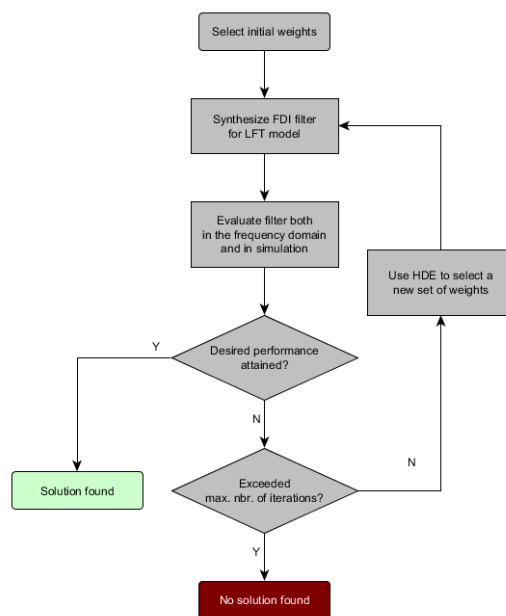 Select initial weights
Synthesize FDI filter
for LFT model
Evaluate filter both
in the frequency domain
and in simulation
Use HDE to select a
new set of weights
Y
Desired performance
attained?
N
N
Solution found
Exceeded
max. nbr. of iterations?
Y
No solution found